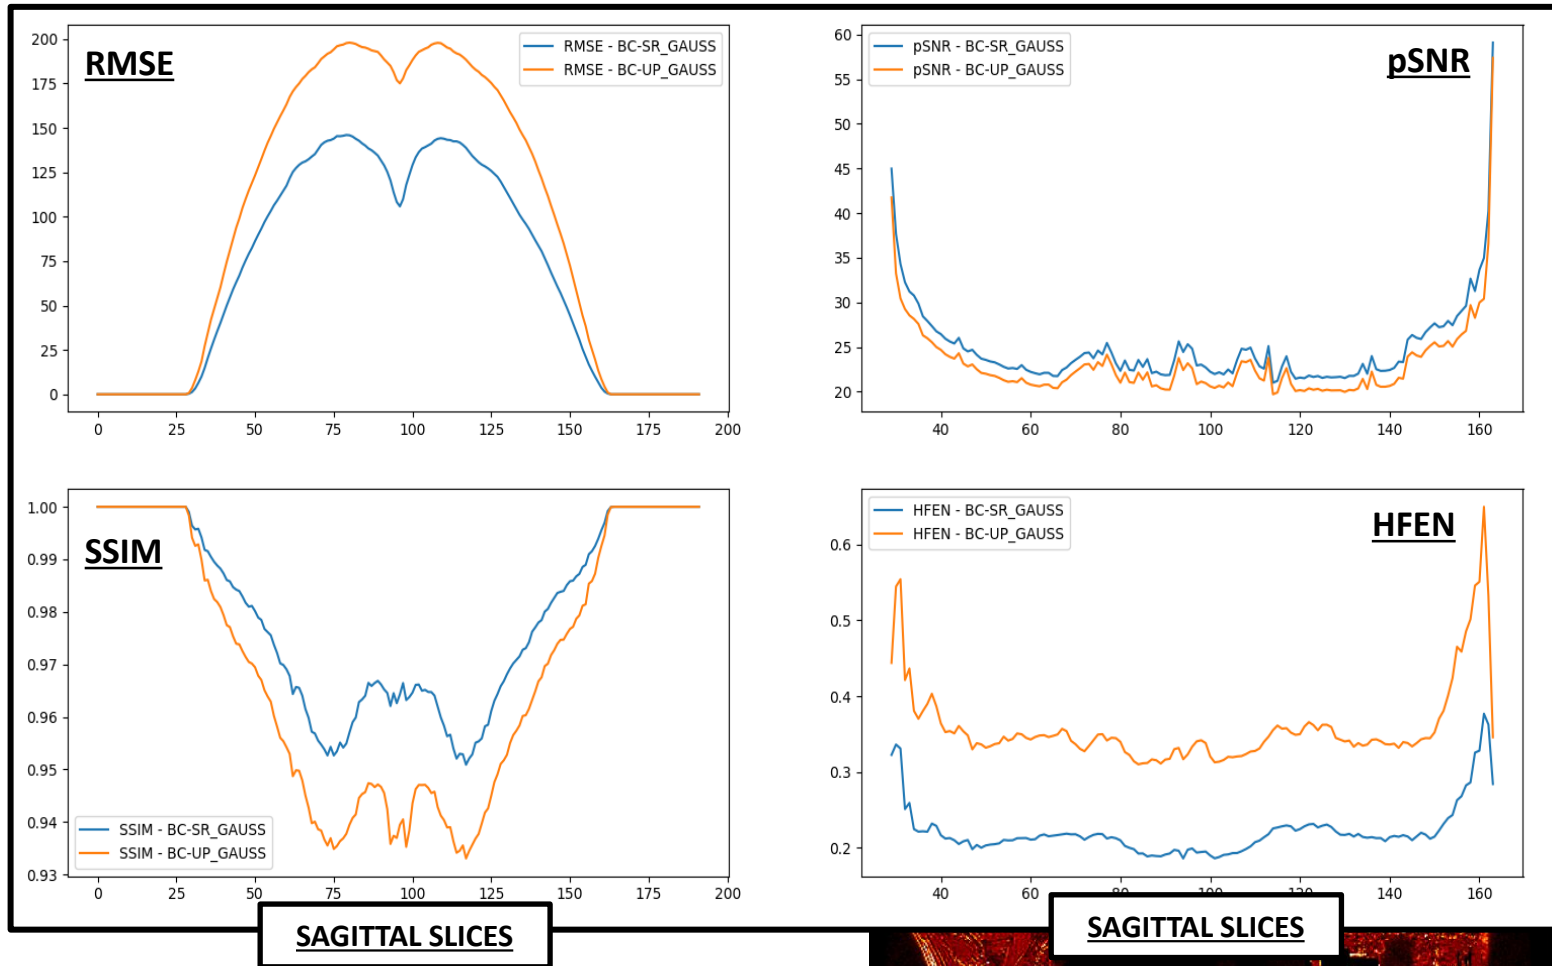 RMSE
RMSE - BC-SR_GAUSS
RMSE - BC-UP_GAUSS
200
175
150
125
100
75
50
25
0
0 25 50 75 100 125 150 175 200
pSNR - BC-SR_GAUSS
pSNR - BC-UP_GAUSS
pSNR
60
55
50
45
40
35
30
25
20
40 60 80 100 120 140 160
SSIM
1.00
0.99
0.98
0.97
0.96
0.95
0.94
0.93
SSIM - BC-SR_GAUSS
SSIM - BC-UP_GAUSS
0 25 50 75 100 125 150 175 200
HFEN - BC-SR_GAUSS
HFEN - BC-UP_GAUSS
HFEN
0.6
0.5
0.4
0.3
0.2
40 60 80 100 120 140 160
SAGITTAL SLICES
SAGITTAL SLICES